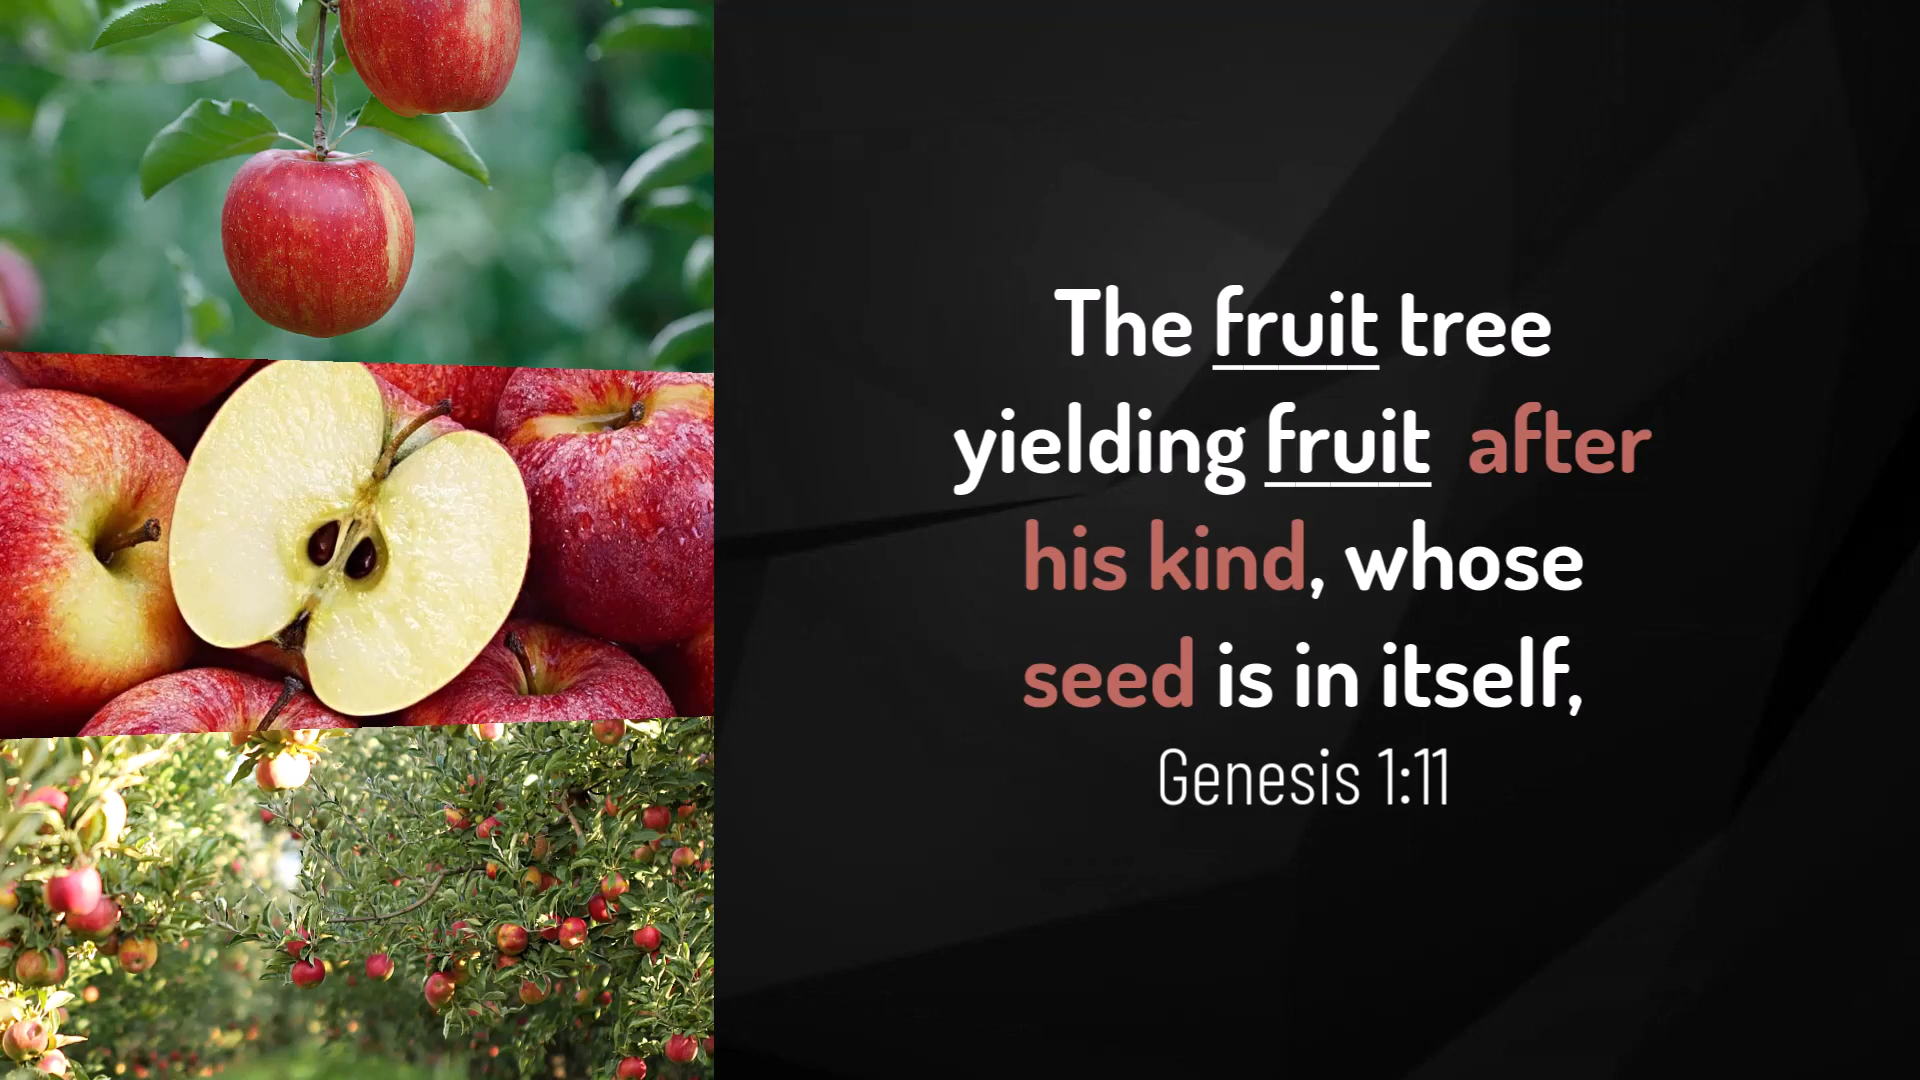 The fruit tree
yielding fruit after
his kind, whose
seed is in itself,
Genesis 1:11